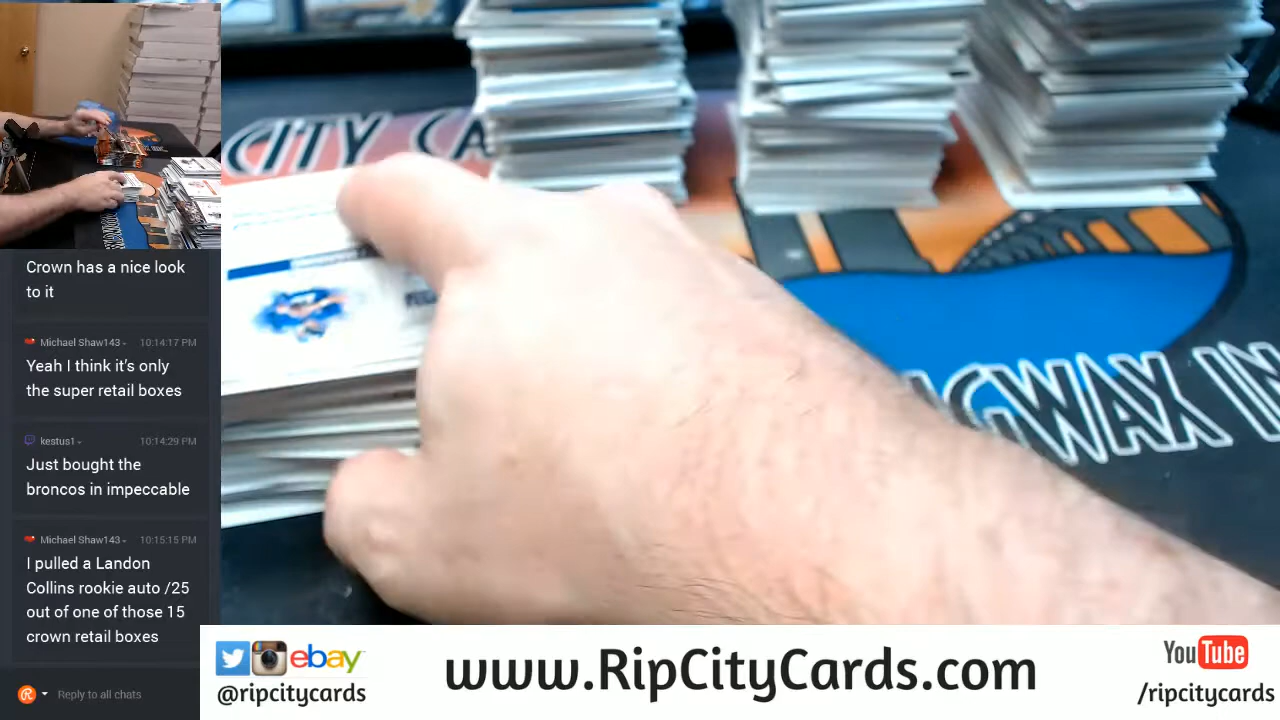 CITY CA
Crown has a nice look
to it
Michael Shaw143 10:14:17 PM
Yeah I think it's only
the super retail boxes
kestus1 10:14:29 PM
Just bought the
broncos in impeccable
Michael Shaw143 10:15:15 PM
I pulled a Landon
Collins rookie auto /25
out of one of those 15
crown retail boxes
Reply to all chats
ebay
@ripcitycards
www.RipCityCards.com
YouTube
/ripcitycards